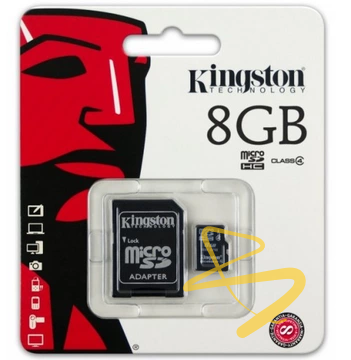 Kingston
TECHNOLOGY
8GB
micro
SD
HC
CLASS 4
Lock
Kingston
micro
SD
ADAPTER